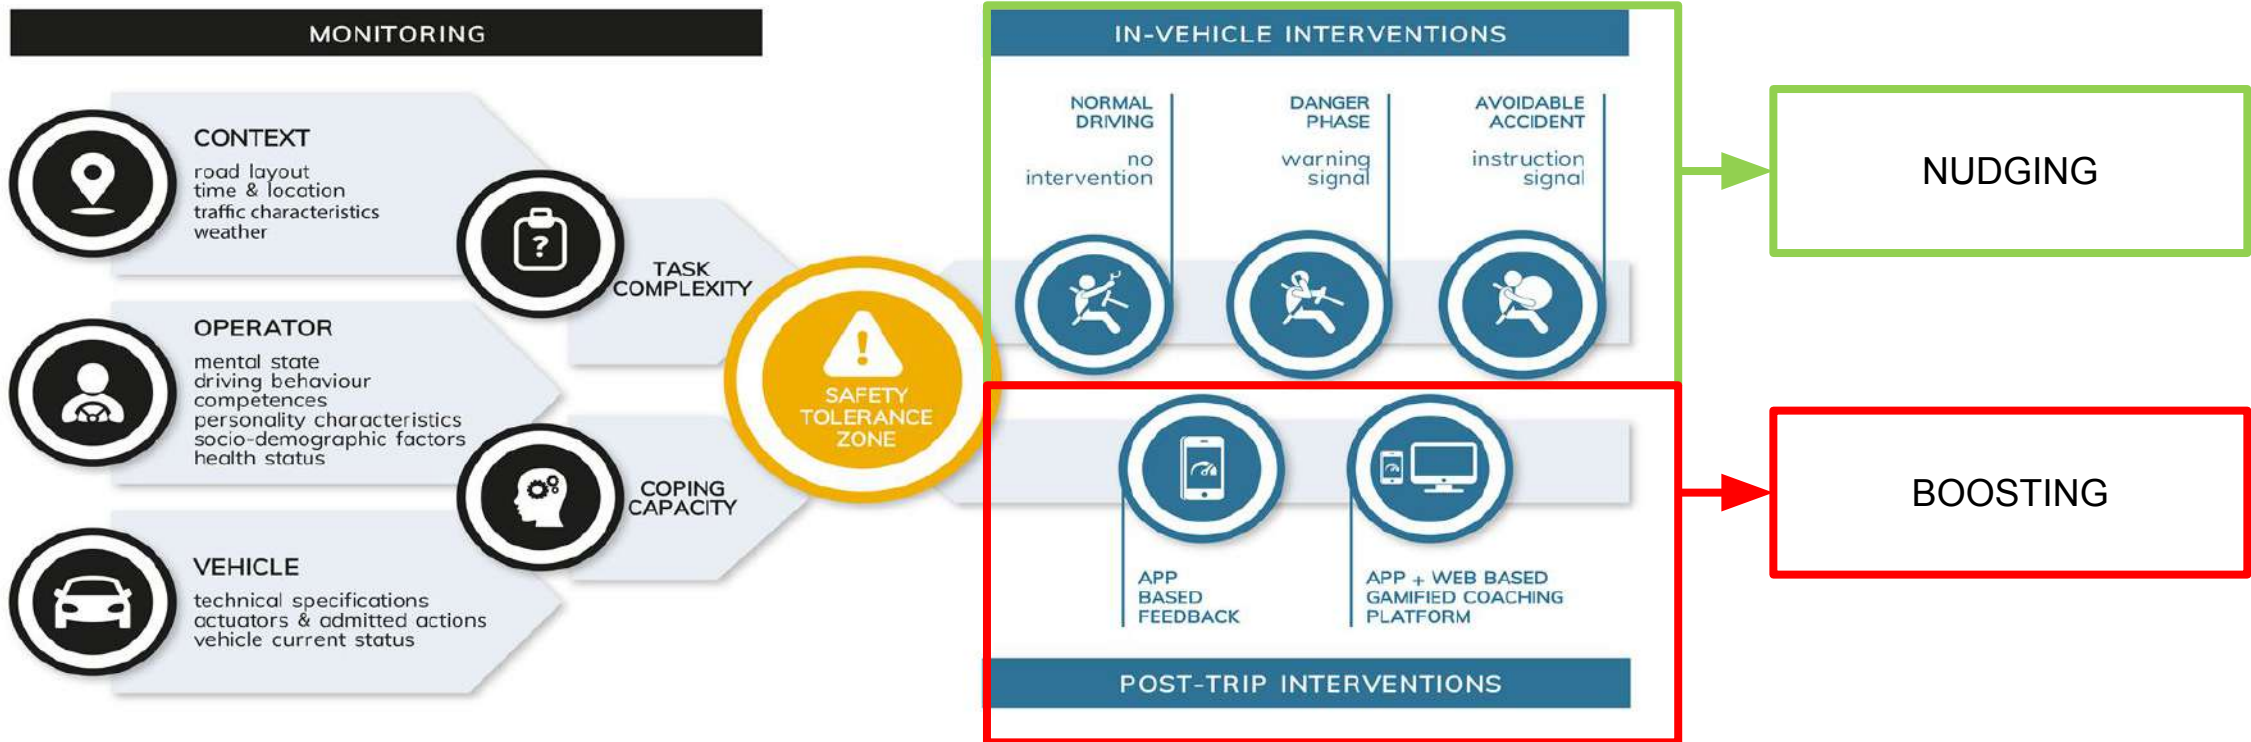 MONITORING
CONTEXT
road layout
time & location
traffic characteristics
weather
OPERATOR
mental state
driving behaviour
competences
personality characteristics
socio-demographic factors
health status
VEHICLE
technical specifications
actuators & admitted actions
vehicle current status
?
TASK
COMPLEXITY
COPING
CAPACITY
!
SAFETY
TOLERANCE
ZONE
IN-VEHICLE INTERVENTIONS
NORMAL
DRIVING
no
intervention
DANGER
PHASE
warning
signal
AVOIDABLE
ACCIDENT
instruction
signal
APP
BASED
FEEDBACK
APP + WEB BASED
GAMIFIED COACHING
PLATFORM
POST-TRIP INTERVENTIONS
NUDGING
BOOSTING